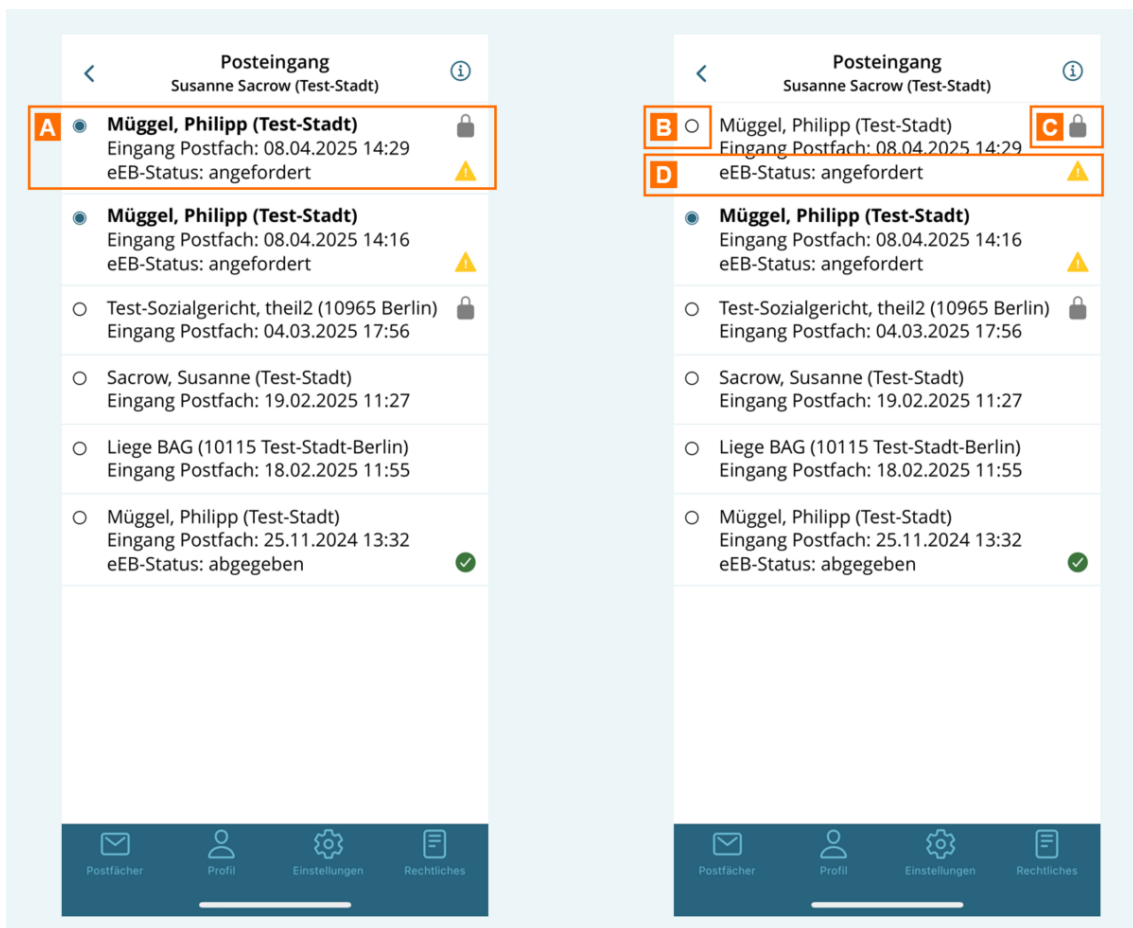 Posteingang
Susanne Sacrow (Test-Stadt)
A
Müggel, Philipp (Test-Stadt)
Eingang Postfach: 08.04.2025 14:29
eEB-Status: angefordert
Müggel, Philipp (Test-Stadt)
Eingang Postfach: 08.04.2025 14:16
eEB-Status: angefordert
Test-Sozialgericht, theil2 (10965 Berlin)
Eingang Postfach: 04.03.2025 17:56
Sacrow, Susanne (Test-Stadt)
Eingang Postfach: 19.02.2025 11:27
Liege BAG (10115 Test-Stadt-Berlin)
Eingang Postfach: 18.02.2025 11:55
Müggel, Philipp (Test-Stadt)
Eingang Postfach: 25.11.2024 13:32
eEB-Status: abgegeben
Postfächer Profil Einstellungen Rechtliches
Posteingang
Susanne Sacrow (Test-Stadt)
B
Müggel, Philipp (Test-Stadt)
C
Eingang Postfach: 08.04.2025 14:29
D
eEB-Status: angefordert
Müggel, Philipp (Test-Stadt)
Eingang Postfach: 08.04.2025 14:16
eEB-Status: angefordert
Test-Sozialgericht, theil2 (10965 Berlin)
Eingang Postfach: 04.03.2025 17:56
Sacrow, Susanne (Test-Stadt)
Eingang Postfach: 19.02.2025 11:27
Liege BAG (10115 Test-Stadt-Berlin)
Eingang Postfach: 18.02.2025 11:55
Müggel, Philipp (Test-Stadt)
Eingang Postfach: 25.11.2024 13:32
eEB-Status: abgegeben
Postfächer Profil Einstellungen Rechtliches